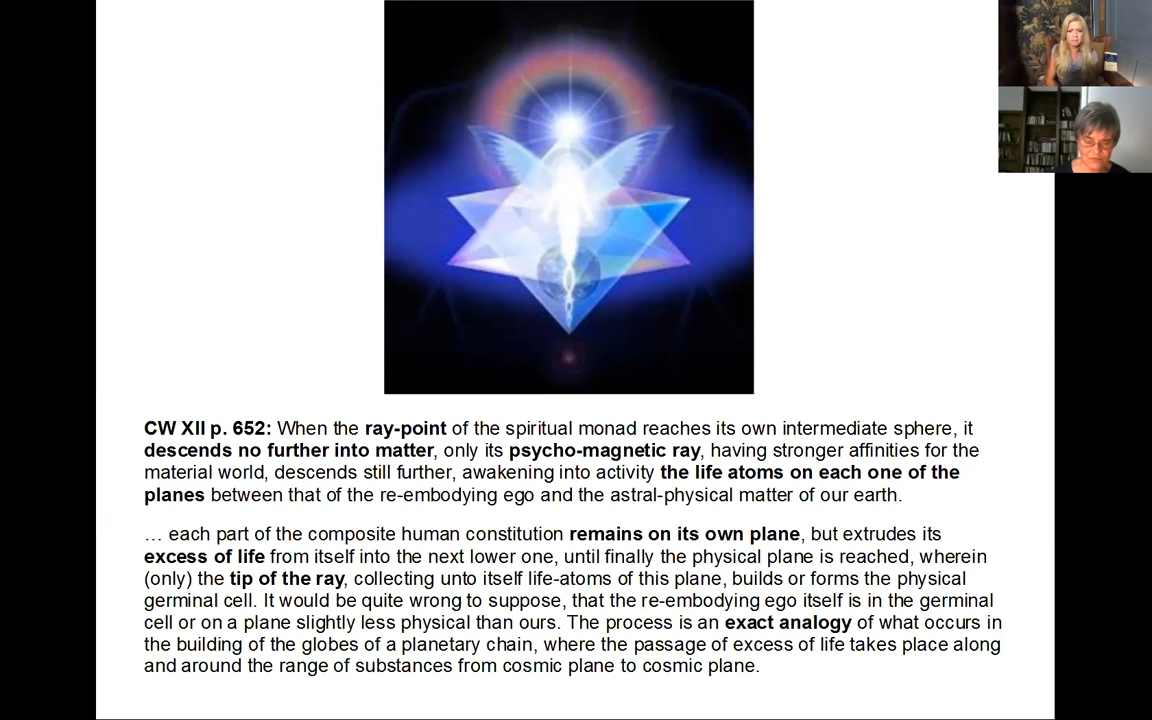 CW XII p. 652: When the ray-point of the spiritual monad reaches its own intermediate sphere, it
descends no further into matter, only its psycho-magnetic ray, having stronger affinities for the
material world, descends still further, awakening into activity the life atoms on each one of the
planes between that of the re-embodying ego and the astral-physical matter of our earth.
… each part of the composite human constitution remains on its own plane, but extrudes its
excess of life from itself into the next lower one, until finally the physical plane is reached, wherein
(only) the tip of the ray, collecting unto itself life-atoms of this plane, builds or forms the physical
germinal cell. It would be quite wrong to suppose, that the re-embodying ego itself is in the germinal
cell or on a plane slightly less physical than ours. The process is an exact analogy of what occurs in
the building of the globes of a planetary chain, where the passage of excess of life takes place along
and around the range of substances from cosmic plane to cosmic plane.